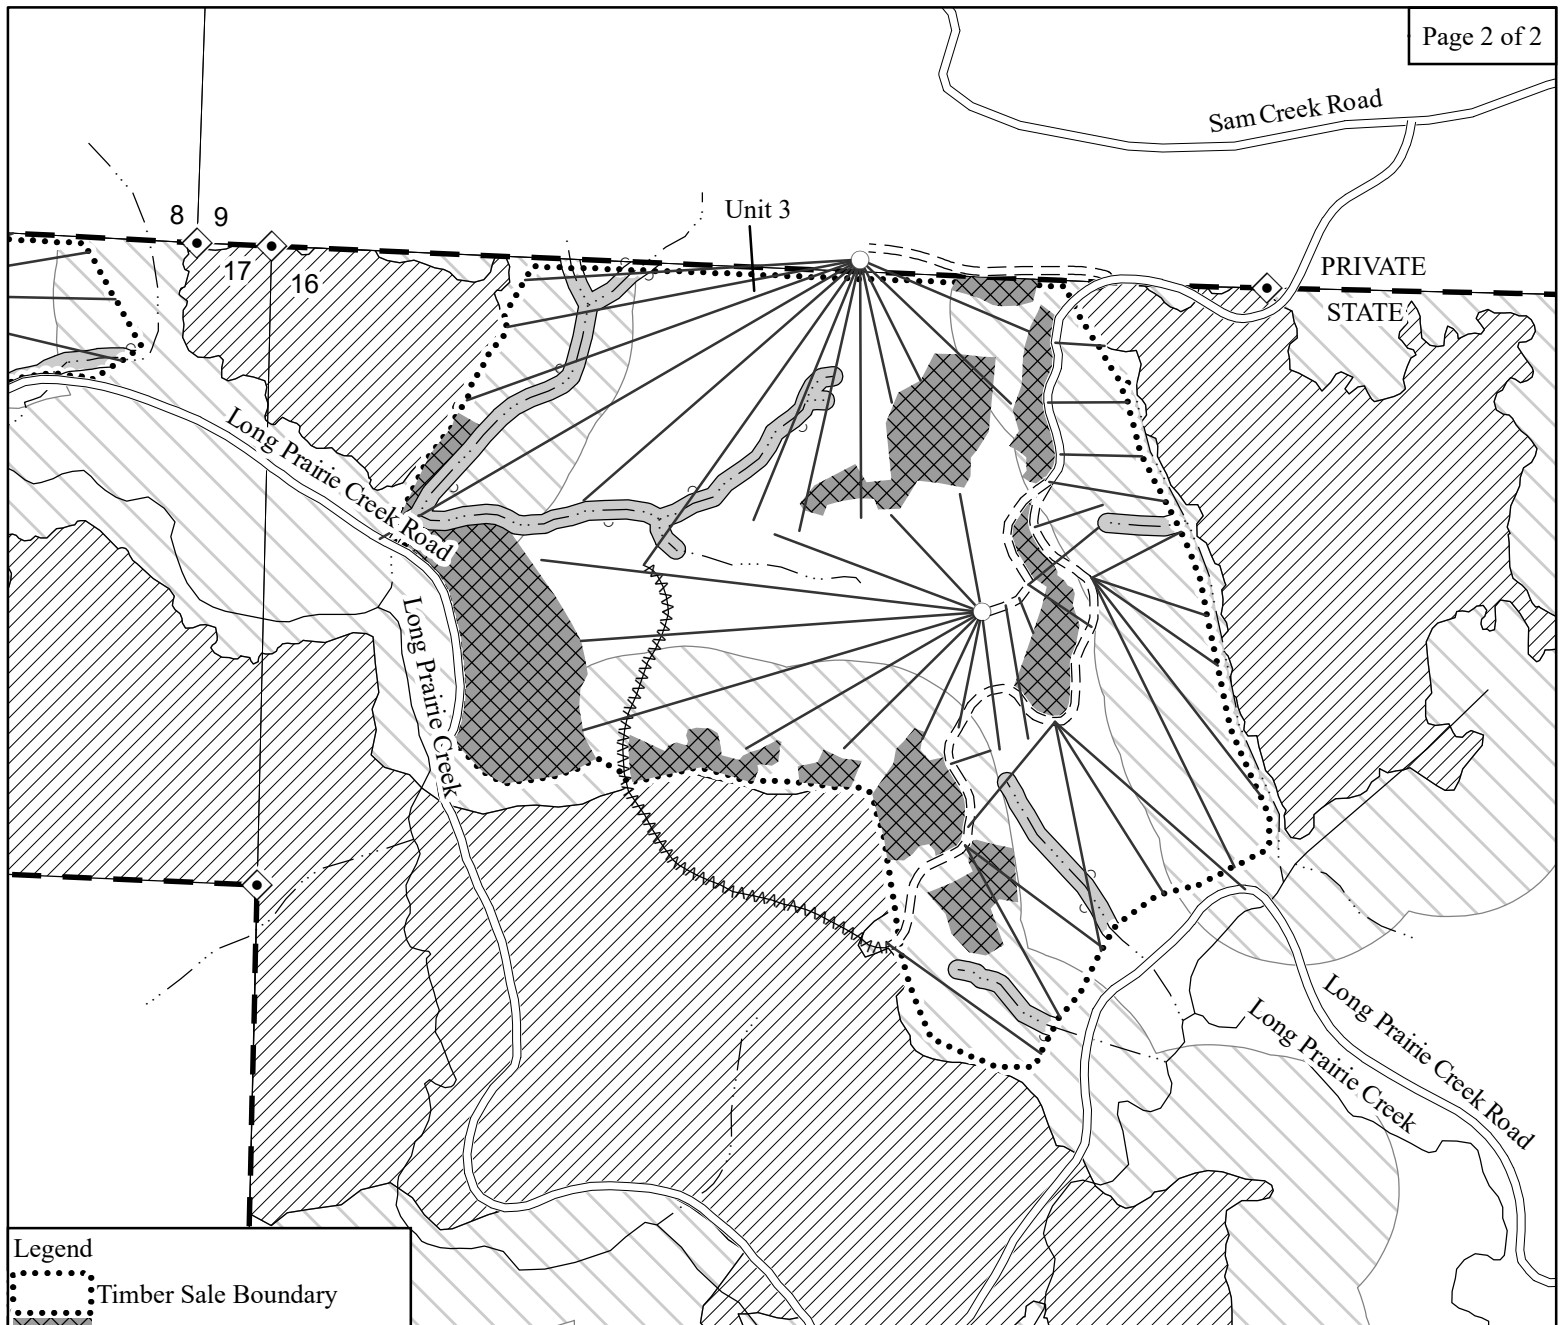 Page 2 of 2
Sam Creek Road
Unit 3
8 9
17 16
PRIVATE
STATE
Long Prairie Creek Road
Long Prairie Creek
Long Prairie Creek Road
Long Prairie Creek
Legend
Timber Sale Boundary